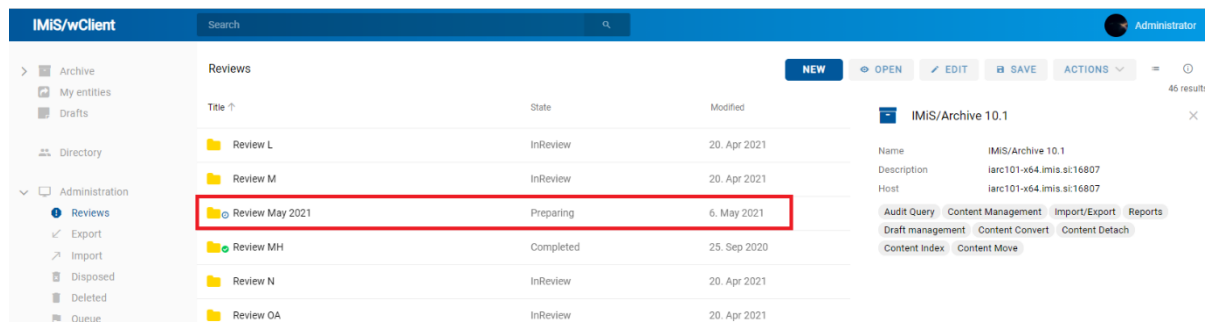 IMiS/wClient
Search
Administrator
Archive
My entities
Drafts
Directory
Administration
Reviews
Export
Import
Disposed
Deleted
Queue
Reviews
NEW OPEN EDIT SAVE ACTIONS
46 results
Title State Modified
Review L InReview 20. Apr 2021
Review M InReview 20. Apr 2021
Review May 2021 Preparing 6. May 2021
Review MH Completed 25. Sep 2020
Review N InReview 20. Apr 2021
Review OA InReview 20. Apr 2021
IMiS/Archive 10.1
Name IMiS/Archive 10.1
Description iarc101-x64.imis.si:16807
Host iarc101-x64.imis.si:16807
Audit Query Content Management Import/Export Reports
Draft management Content Convert Content Detach
Content Index Content Move